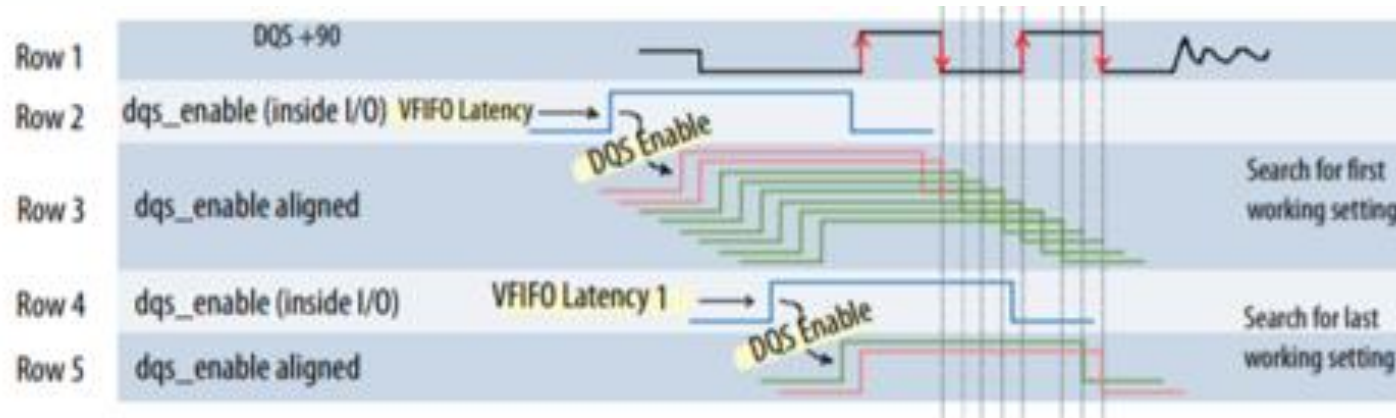 Row 1 DQS +90
Row 2 dqs_enable (inside I/O) VFIFO Latency
DQS Enable
Row 3 dqs_enable aligned
Search for first
working setting
Row 4 dqs_enable (inside I/O) VFIFO Latency 1
DQS Enable
Search for last
working setting
Row 5 dqs_enable aligned